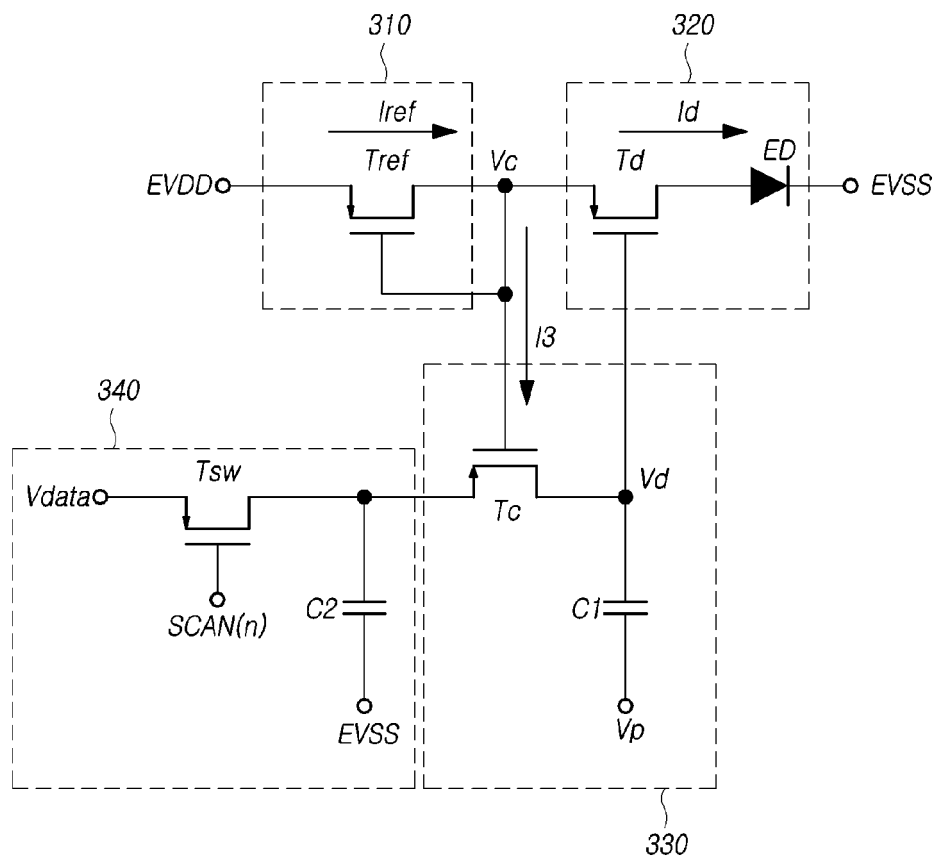 310
320
Iref
Id
Tref
Vc
Td
ED
EVDD
EVSS
I3
340
Tsw
Vdata
Tc
Vd
SCAN(n)
C2
C1
EVSS
Vp
330